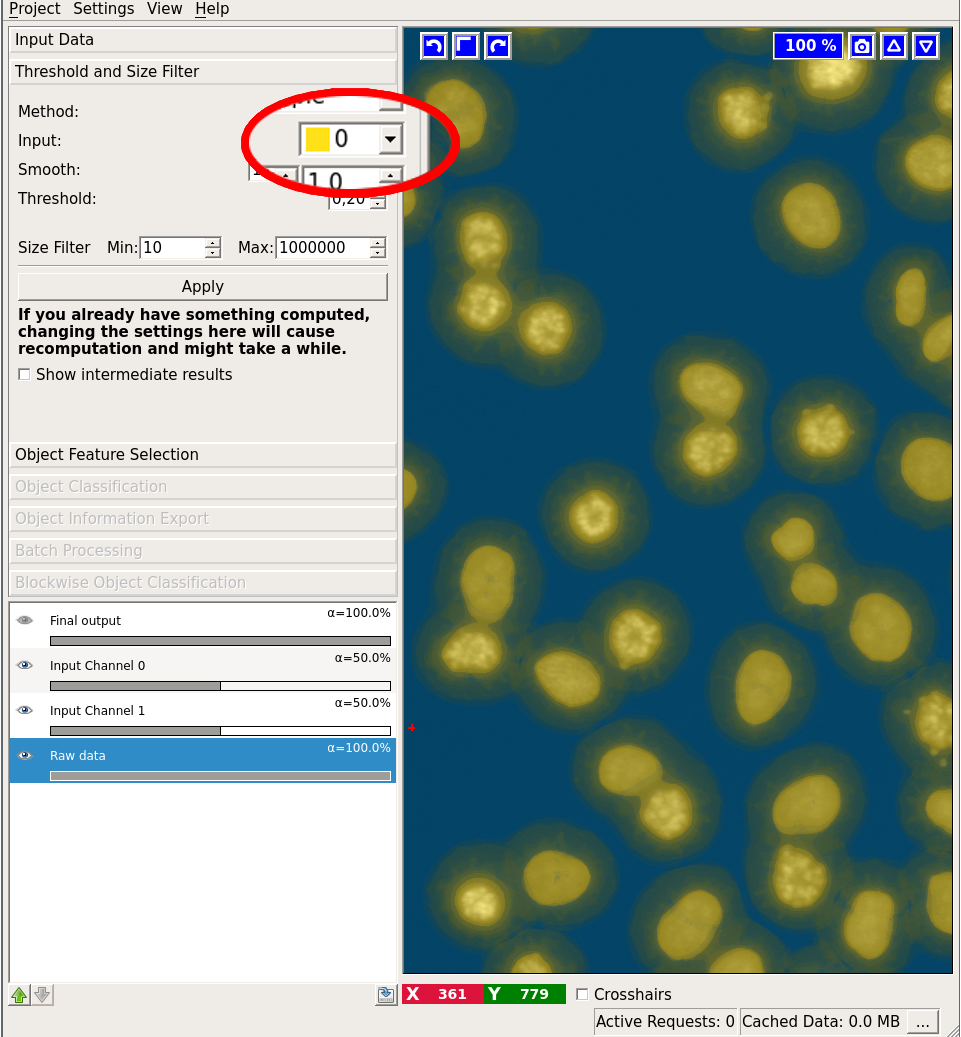 Project Settings View Help
Input Data
Threshold and Size Filter
Method:
Input: 0
Smooth: 1.0
Threshold: 0,20
Size Filter Min: 10 Max: 1000000
Apply
If you already have something computed,
changing the settings here will cause
recomputation and might take a while.
Show intermediate results
Object Feature Selection
Object Classification
Object Information Export
Batch Processing
Blockwise Object Classification
Final output α=100.0%
Input Channel 0 α=50.0%
Input Channel 1 α=50.0%
Raw data α=100.0%
100 %
X 361 Y 779 Crosshairs
Active Requests: 0 Cached Data: 0.0 MB ...